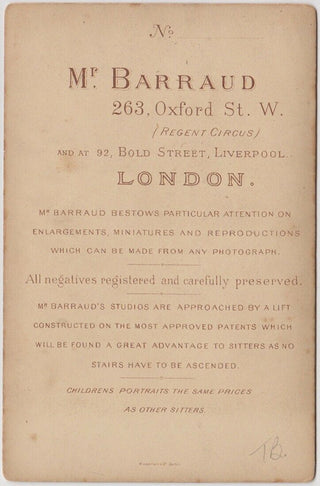 No.
Mr. BARRAUD
263, Oxford St. W.
(REGENT CIRCUS)
AND AT 92, BOLD STREET, LIVERPOOL.
LONDON.
MR BARRAUD BESTOWS PARTICULAR ATTENTION ON
ENLARGEMENTS, MINIATURES AND REPRODUCTIONS
WHICH CAN BE MADE FROM ANY PHOTOGRAPH.
All negatives registered and carefully preserved.
MR BARRAUD'S STUDIOS ARE APPROACHED BY A LIFT
CONSTRUCTED ON THE MOST APPROVED PATENTS WHICH
WILL BE FOUND A GREAT ADVANTAGE TO SITTERS AS NO
STAIRS HAVE TO BE ASCENDED.
CHILDRENS PORTRAITS THE SAME PRICES
AS OTHER SITTERS.